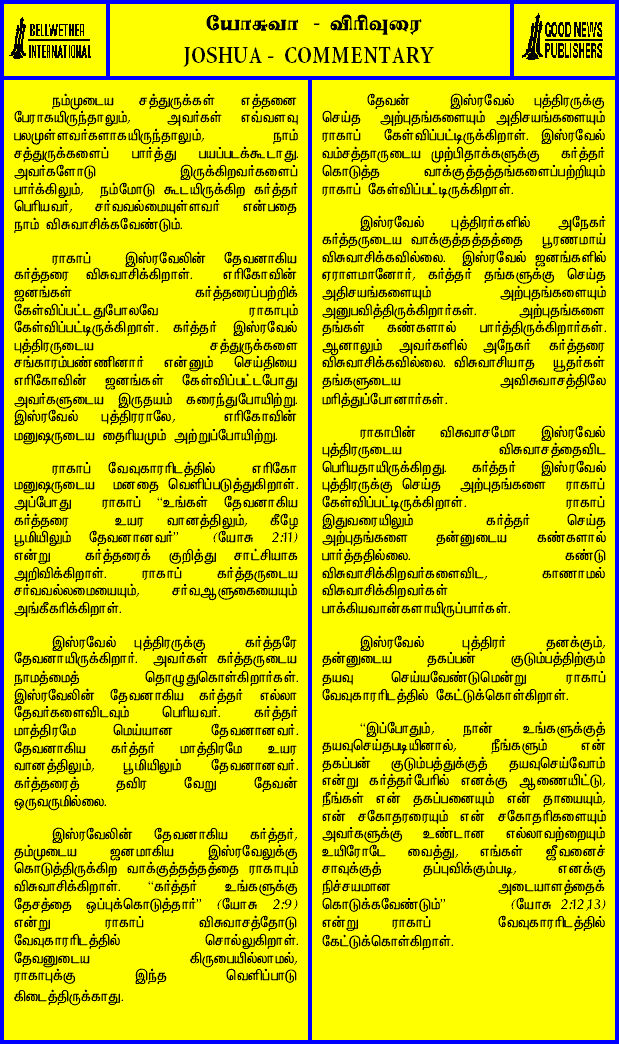 BELLWETHER
INTERNATIONAL
யோசுவா - விரிவுரை
JOSHUA - COMMENTARY
GOOD NEWS
PUBLISHERS
நம்முடைய சத்துருக்கள் எத்தனை
பேராகயிருந்தாலும், அவர்கள் எவ்வளவு
பலமுள்ளவர்களாகயிருந்தாலும், நாம்
சத்துருக்களைப் பார்த்து பயப்படக்கூடாது.
அவர்களோடு இருக்கிறவர்களைப்
பார்க்கிலும், நம்மோடு கூடயிருக்கிற கர்த்தர்
பெரியவர், சர்வவல்லமையுள்ளவர் என்பதை
நாம் விசுவாசிக்கவேண்டும்.
ராகாப் இஸ்ரவேலின் தேவனாகிய
கர்த்தரை விசுவாசிக்கிறாள். எரிகோவின்
ஜனங்கள் கர்த்தரைப்பற்றிக்
கேள்விப்பட்டதுபோலவே ராகாபும்
கேள்விப்பட்டிருக்கிறாள். கர்த்தர் இஸ்ரவேல்
புத்திரருடைய சத்துருக்களை
சங்காரம்பண்ணினார் என்னும் செய்தியை
எரிகோவின் ஜனங்கள் கேள்விப்பட்டபோது
அவர்களுடைய இருதயம் கரைந்துபோயிற்று.
இஸ்ரவேல் புத்திரராலே, எரிகோவின்
மனுஷருடைய தைரியமும் அற்றுப்போயிற்று.
ராகாப் வேவுகாரரிடத்தில் எரிகோ
மனுஷருடைய மனதை வெளிப்படுத்துகிறாள்.
அப்போது ராகாப் “உங்கள் தேவனாகிய
கர்த்தரை உயர வானத்திலும், கீழே
பூமியிலும் தேவனானவர்” (யோசு 2:11)
என்று கர்த்தரைக் குறித்து சாட்சியாக
அறிவிக்கிறாள். ராகாப் கர்த்தருடைய
சர்வவல்லமையையும், சர்வஆளுகையையும்
அங்கீகரிக்கிறாள்.
இஸ்ரவேல் புத்திரருக்கு கர்த்தரே
தேவனாயிருக்கிறார். அவர்கள் கர்த்தருடைய
நாமத்தைத் தொழுதுகொள்கிறார்கள்.
இஸ்ரவேலின் தேவனாகிய கர்த்தர் எல்லா
தேவர்களைவிடவும் பெரியவர். கர்த்தர்
மாத்திரமே மெய்யான தேவனானவர்.
தேவனாகிய கர்த்தர் மாத்திரமே உயர
வானத்திலும், பூமியிலும் தேவனானவர்.
கர்த்தரைத் தவிர வேறு தேவன்
ஒருவருமில்லை.
இஸ்ரவேலின் தேவனாகிய கர்த்தர்,
தம்முடைய ஜனமாகிய இஸ்ரவேலுக்கு
கொடுத்திருக்கிற வாக்குத்தத்தத்தை ராகாபும்
விசுவாசிக்கிறாள். “கர்த்தர் உங்களுக்கு
தேசத்தை ஒப்புக்கொடுத்தார்” (யோசு 2:9)
என்று ராகாப் விசுவாசத்தோடு
வேவுகாரரிடத்தில் சொல்லுகிறாள்.
தேவனுடைய கிருபையில்லாமல்,
ராகாபுக்கு இந்த வெளிப்பாடு
கிடைத்திருக்காது.
தேவன் இஸ்ரவேல் புத்திரருக்கு
செய்த அற்புதங்களையும் அதிசயங்களையும்
ராகாப் கேள்விப்பட்டிருக்கிறாள். இஸ்ரவேல்
வம்சத்தாருடைய முற்பிதாக்களுக்கு கர்த்தர்
கொடுத்த வாக்குத்தத்தங்களைப்பற்றியும்
ராகாப் கேள்விப்பட்டிருக்கிறாள்.
இஸ்ரவேல் புத்திரர்களில் அநேகர்
கர்த்தருடைய வாக்குத்தத்தத்தை பூரணமாய்
விசுவாசிக்கவில்லை. இஸ்ரவேல் ஜனங்களில்
ஏராளமானோர், கர்த்தர் தங்களுக்கு செய்த
அதிசயங்களையும் அற்புதங்களையும்
அனுபவித்திருக்கிறார்கள். அற்புதங்களை
தங்கள் கண்களால் பார்த்திருக்கிறார்கள்.
ஆனாலும் அவர்களில் அநேகர் கர்த்தரை
விசுவாசிக்கவில்லை. விசுவாசியாத யூதர்கள்
தங்களுடைய அவிசுவாசத்திலே
மரித்துப்போனார்கள்.
ராகாபின் விசுவாசமோ இஸ்ரவேல்
புத்திரருடைய விசுவாசத்தைவிட
பெரியதாயிருக்கிறது. கர்த்தர் இஸ்ரவேல்
புத்திரருக்கு செய்த அற்புதங்களை ராகாப்
கேள்விப்பட்டிருக்கிறாள். ராகாப்
இதுவரையிலும் கர்த்தர் செய்த
அற்புதங்களை தன்னுடைய கண்களால்
பார்த்ததில்லை. கண்டு
விசுவாசிக்கிறவர்களைவிட, காணாமல்
விசுவாசிக்கிறவர்கள்
பாக்கியவான்களாயிருப்பார்கள்.
இஸ்ரவேல் புத்திரர் தனக்கும்,
தன்னுடைய தகப்பன் குடும்பத்திற்கும்
தயவு செய்யவேண்டுமென்று ராகாப்
வேவுகாரரிடத்தில் கேட்டுக்கொள்கிறாள்.
“இப்போதும், நான் உங்களுக்குத்
தயவுசெய்தபடியினால், நீங்களும் என்
தகப்பன் குடும்பத்துக்குத் தயவுசெய்வோம்
என்று கர்த்தர்பேரில் எனக்கு ஆணையிட்டு,
நீங்கள் என் தகப்பனையும் என் தாயையும்,
என் சகோதரரையும் என் சகோதரிகளையும்
அவர்களுக்கு உண்டான எல்லாவற்றையும்
உயிரோடே வைத்து, எங்கள் ஜீவனைச்
சாவுக்குத் தப்புவிக்கும்படி, எனக்கு
நிச்சயமான அடையாளத்தைக்
கொடுக்கவேண்டும்” (யோசு 2:12,13)
என்று ராகாப் வேவுகாரரிடத்தில்
கேட்டுக்கொள்கிறாள்.